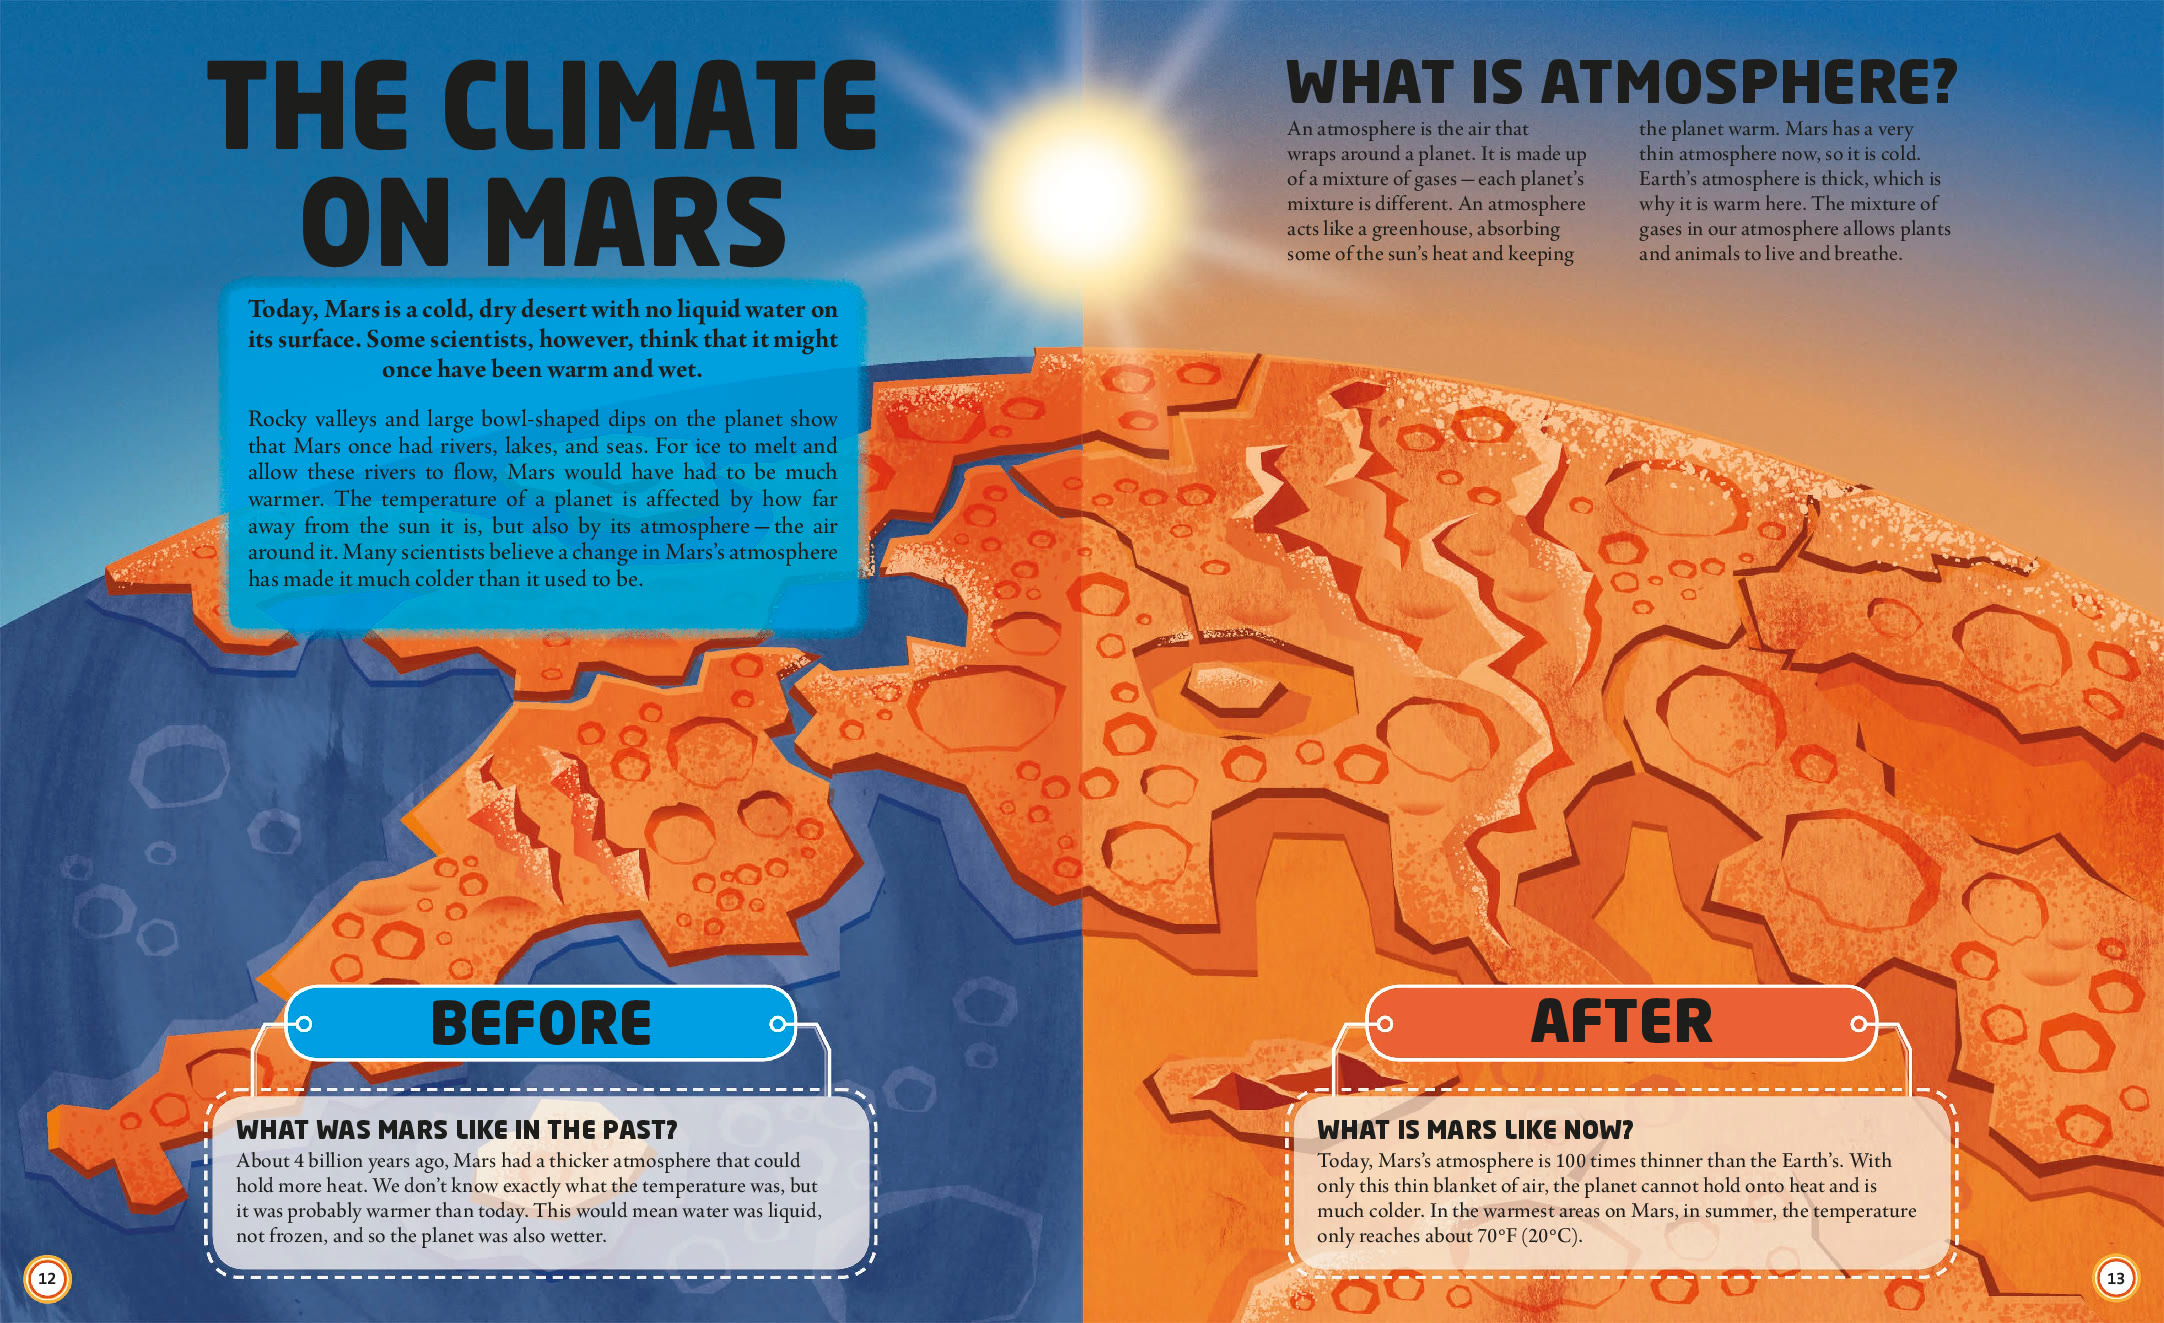 THE CLIMATE
ON MARS
Today, Mars is a cold, dry desert with no liquid water on
its surface. Some scientists, however, think that it might
once have been warm and wet.
Rocky valleys and large bowl-shaped dips on the planet show
that Mars once had rivers, lakes, and seas. For ice to melt and
allow these rivers to flow, Mars would have had to be much
warmer. The temperature of a planet is affected by how far
away from the sun it is, but also by its atmosphere – the air
around it. Many scientists believe a change in Mars's atmosphere
has made it much colder than it used to be.
BEFORE
WHAT WAS MARS LIKE IN THE PAST?
About 4 billion years ago, Mars had a thicker atmosphere that could
hold more heat. We don't know exactly what the temperature was, but
it was probably warmer than today. This would mean water was liquid,
not frozen, and so the planet was also wetter.
12
WHAT IS ATMOSPHERE?
An atmosphere is the air that
wraps around a planet. It is made up
of a mixture of gases – each planet's
mixture is different. An atmosphere
acts like a greenhouse, absorbing
some of the sun's heat and keeping
the planet warm. Mars has a very
thin atmosphere now, so it is cold.
Earth's atmosphere is thick, which is
why it is warm here. The mixture of
gases in our atmosphere allows plants
and animals to live and breathe.
AFTER
WHAT IS MARS LIKE NOW?
Today, Mars's atmosphere is 100 times thinner than the Earth's. With
only this thin blanket of air, the planet cannot hold onto heat and is
much colder. In the warmest areas on Mars, in summer, the temperature
only reaches about 70°F (20°C).
13